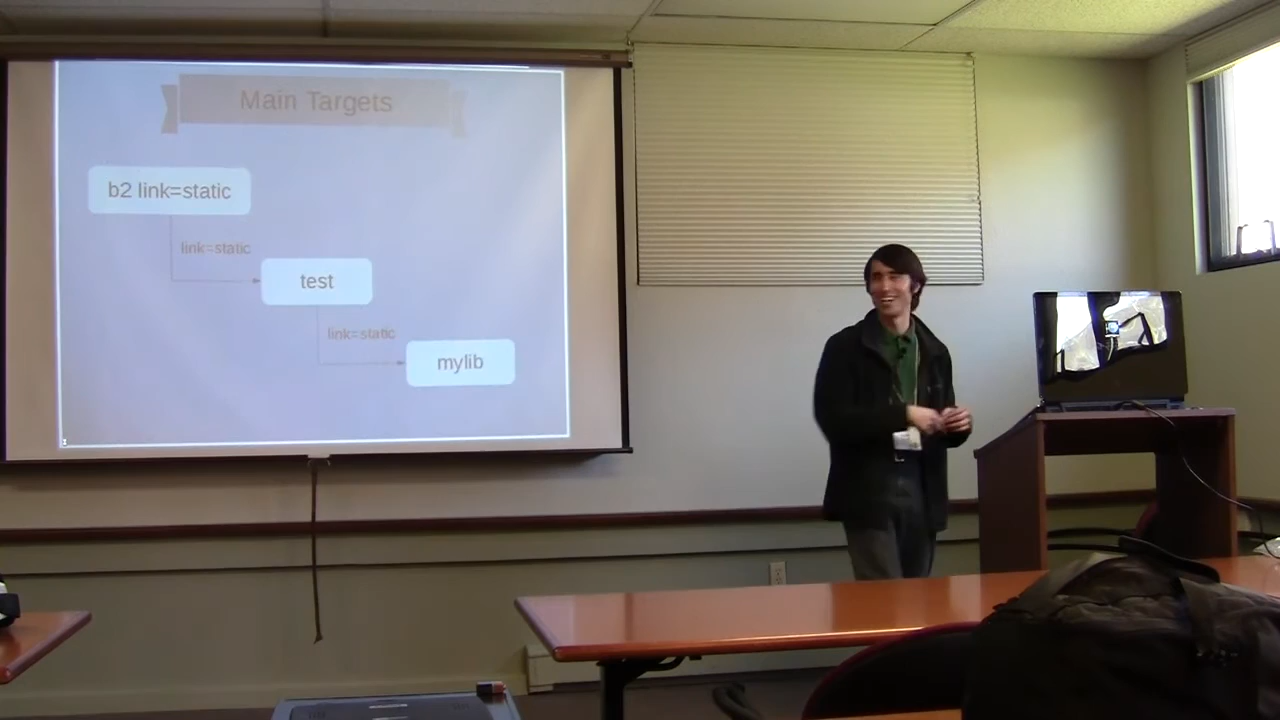 Main Targets
b2 link=static
link=static
test
link=static
mylib